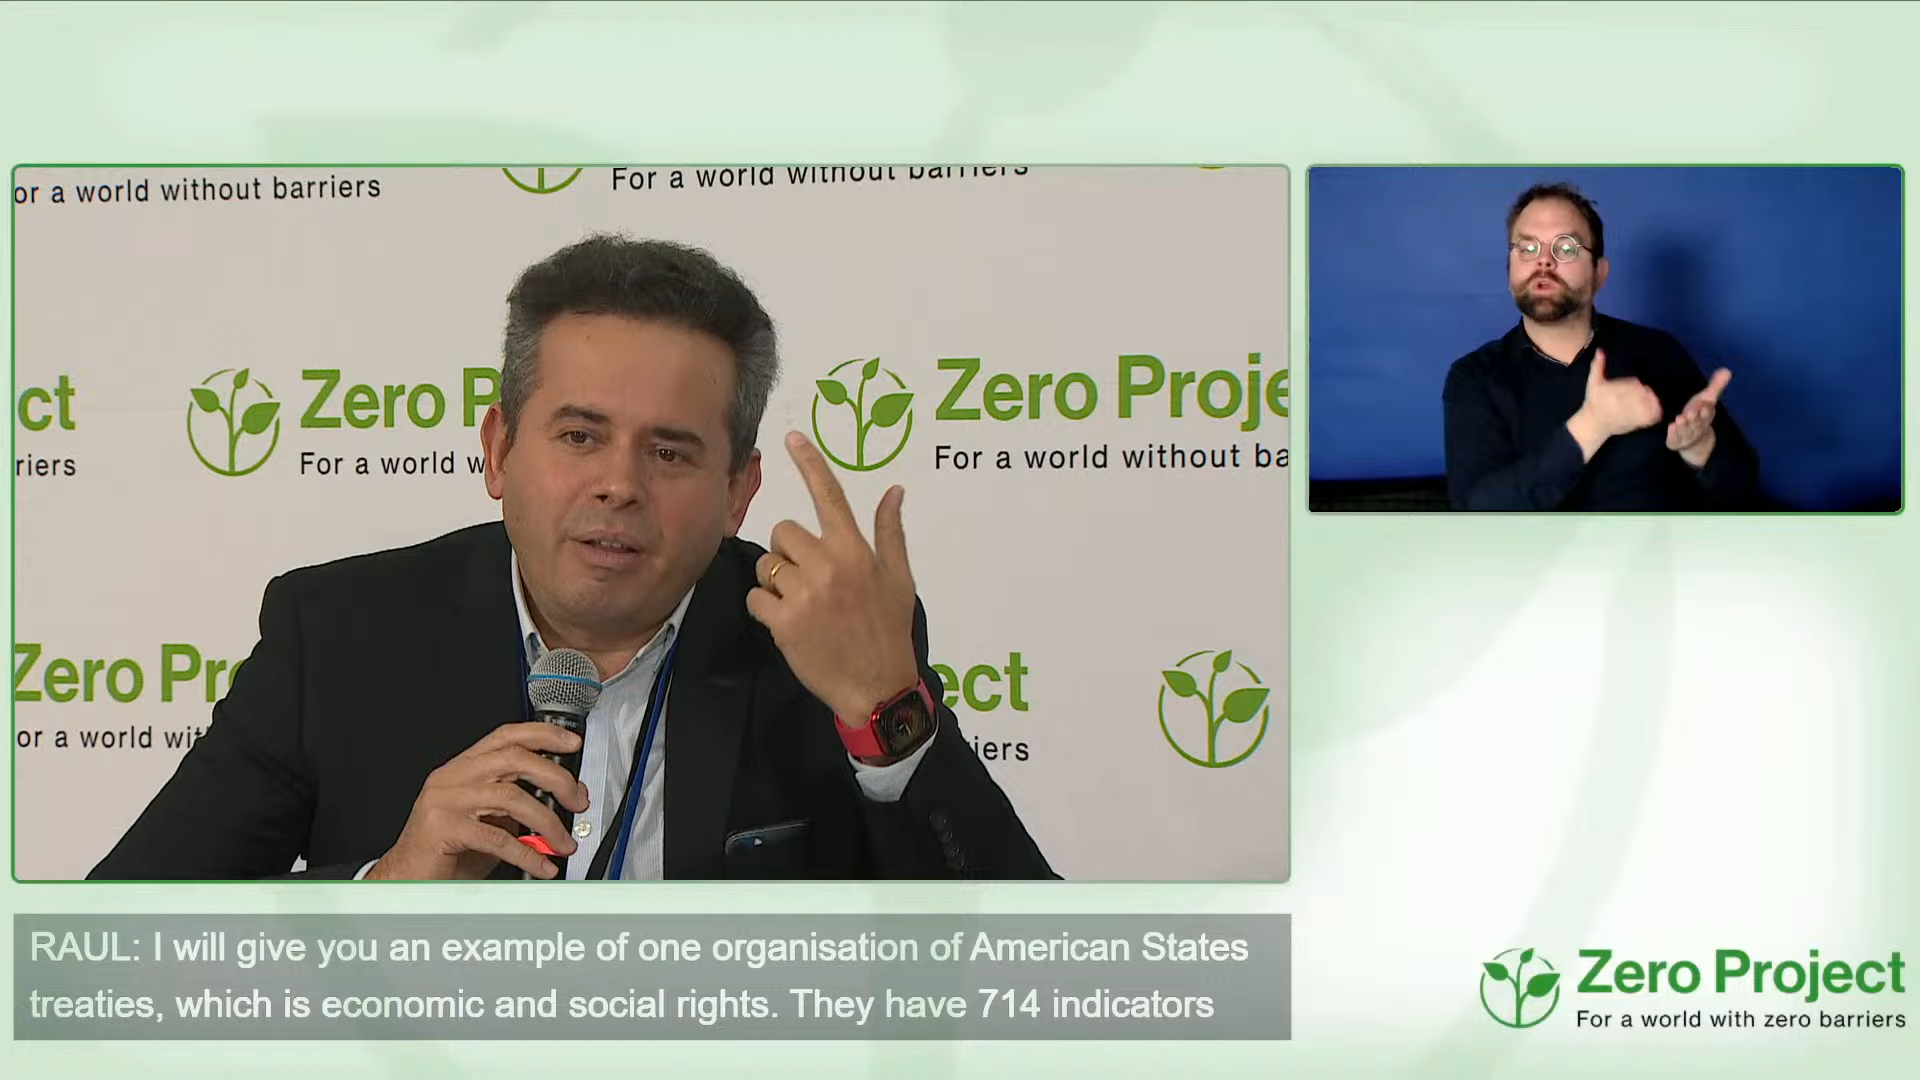 or a world without barriers
For a world without barriers
ct
riers
Zero P
For a world w
Zero Proje
For a world without ba
Zero Pro
or a world wit
ect
iers
RAUL: I will give you an example of one organisation of American States
treaties, which is economic and social rights. They have 714 indicators
Zero Project
For a world with zero barriers